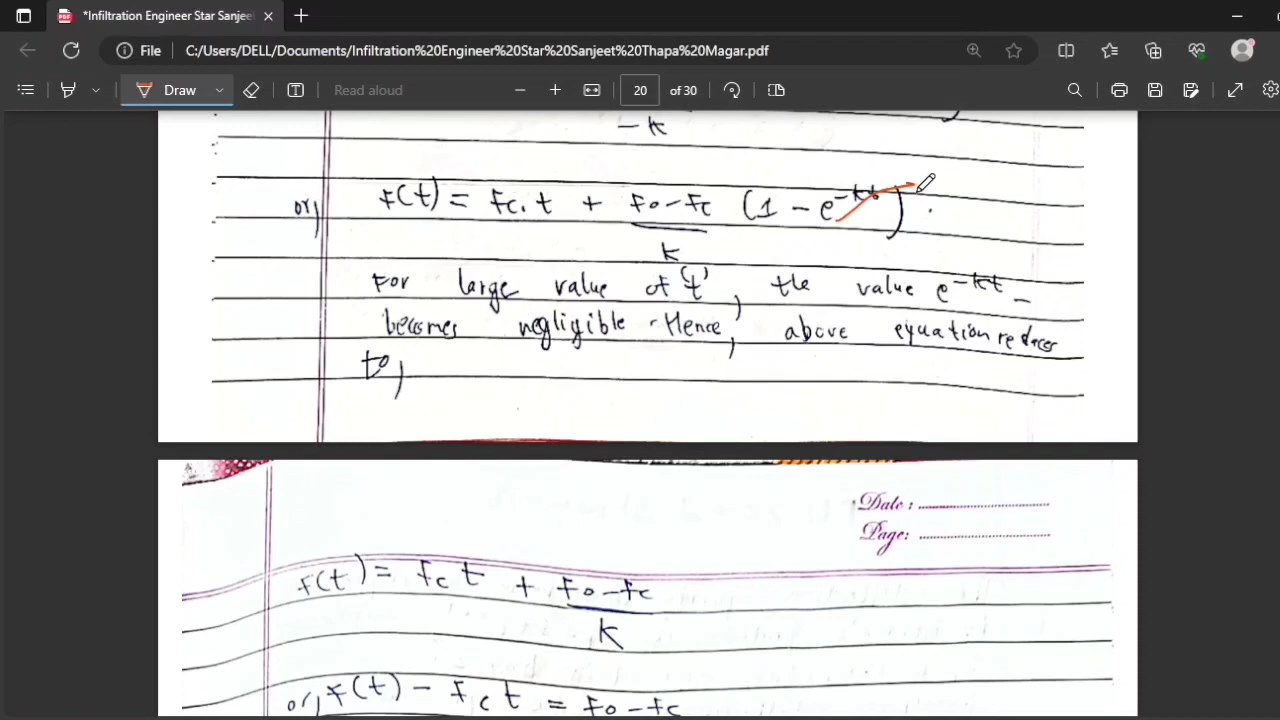 *Infiltration Engineer Star Sanjee
File
C:/Users/DELL/Documents/Infiltration%20Engineer%20Star%20Sanjeet%20Thapa%20Magar.pdf
Draw
Read aloud
20 of 30
-k
or, F(t) = fc.t + fo-fc (1 - e^-kt)
k
For large value of 't', the value e^-kt -
becomes negligible. Hence, above equation reduces
to,
Date: ........................
Page: ........................
F(t) = fc t + fo-fc
k
or, F(t) - fc t = fo-fc